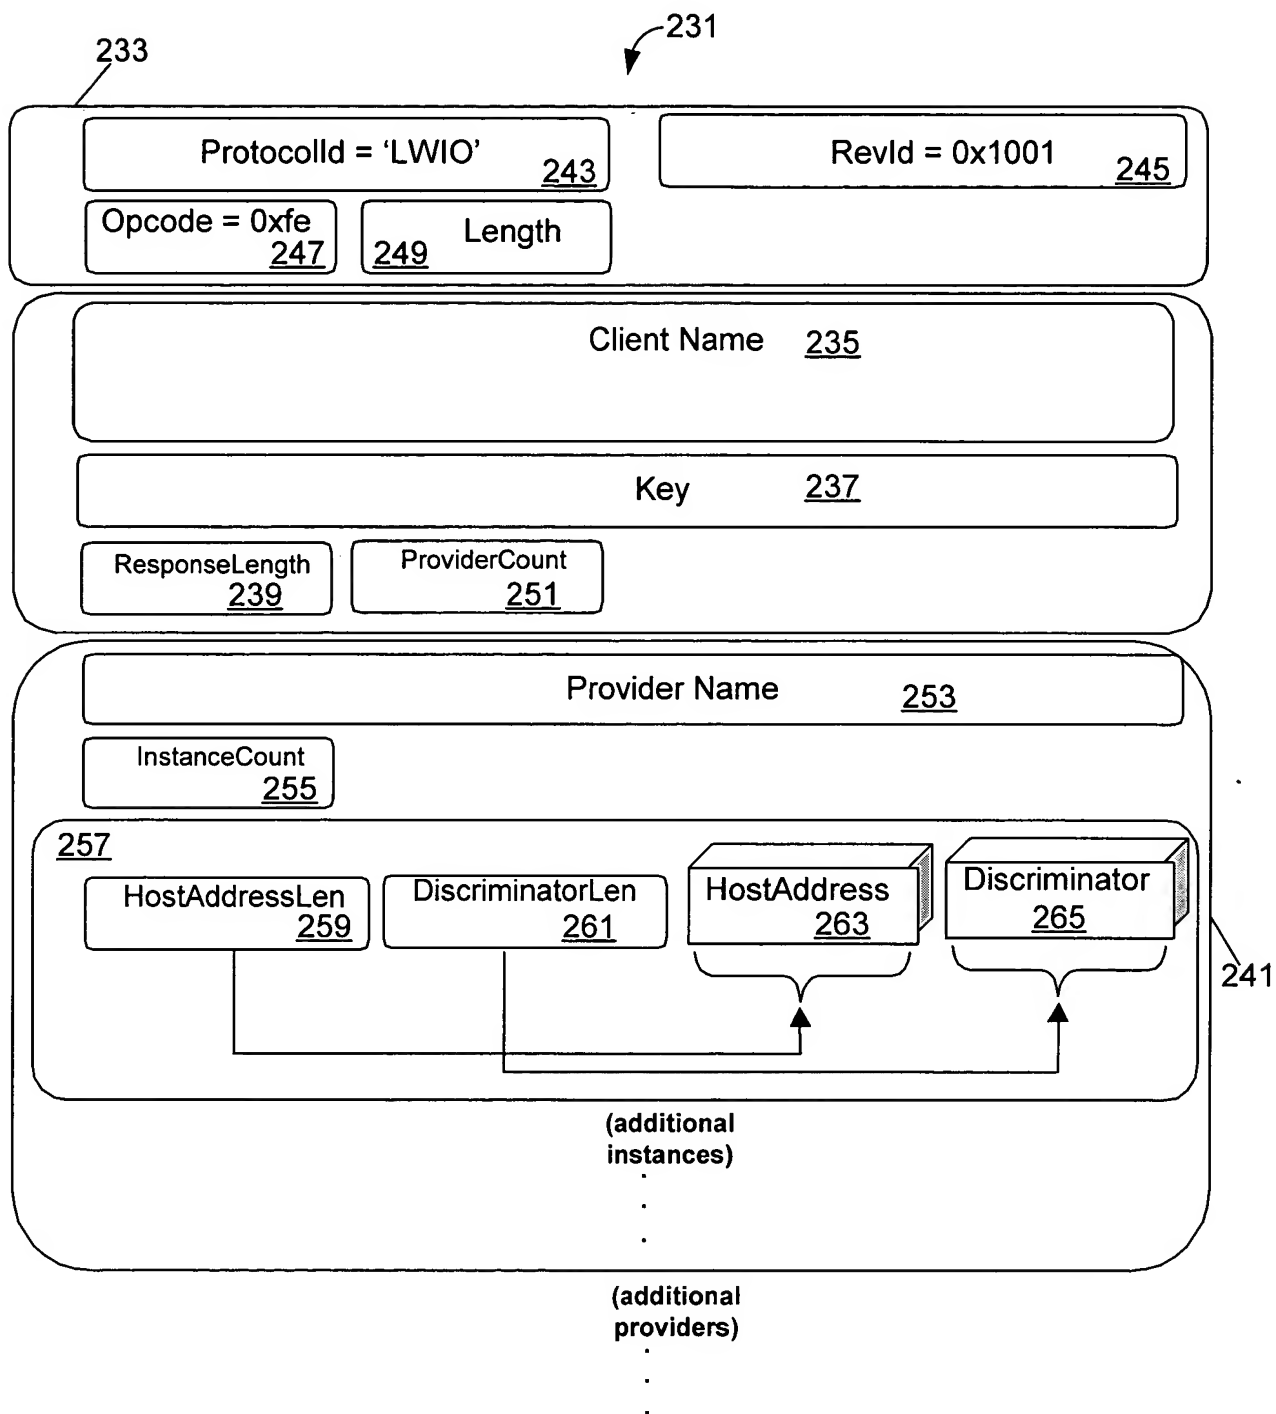 231
233
ProtocolId = ‘LWIO’
243
RevId = 0x1001
245
Opcode = 0xfe
247
249
Length
Client Name 235
Key 237
ResponseLength
239
ProviderCount
251
Provider Name 253
InstanceCount
255
257
HostAddressLen
259
DiscriminatorLen
261
HostAddress
263
Discriminator
265
241
(additional
instances)
(additional
providers)